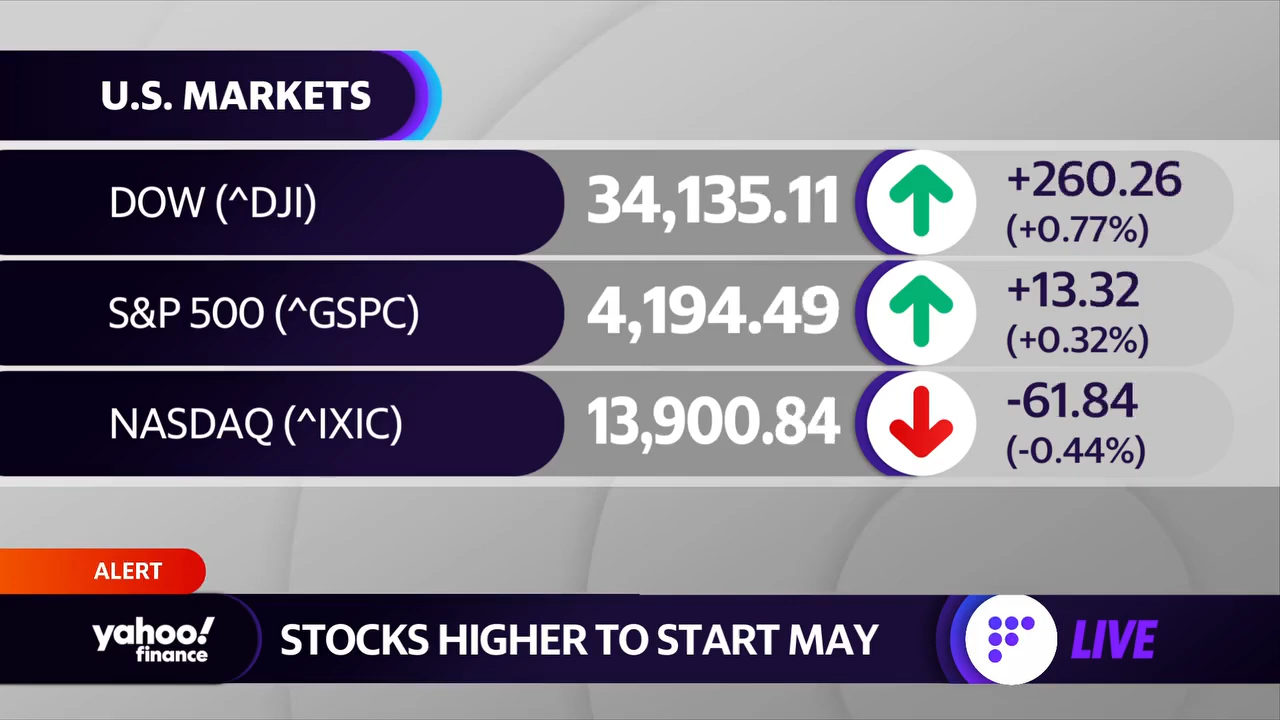 U.S. MARKETS
DOW (^DJI) 34,135.11 +260.26
(+0.77%)
S&P 500 (^GSPC) 4,194.49 +13.32
(+0.32%)
NASDAQ (^IXIC) 13,900.84 -61.84
(-0.44%)
ALERT
yahoo!
finance
STOCKS HIGHER TO START MAY
LIVE